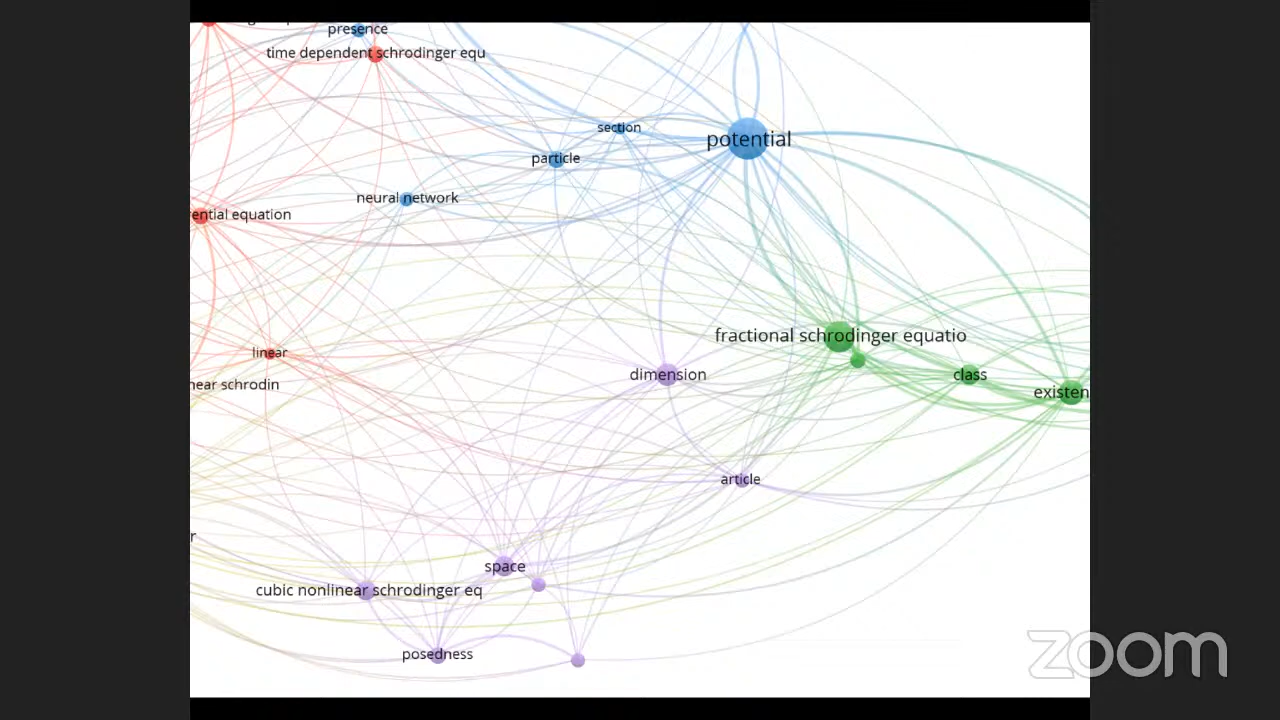 presence
time dependent schrodinger equ
section
potential
particle
neural network
ential equation
fractional schrodinger equatio
linear
dimension
class
near schrodin
existen
article
r
space
cubic nonlinear schrodinger eq
posedness
zoom